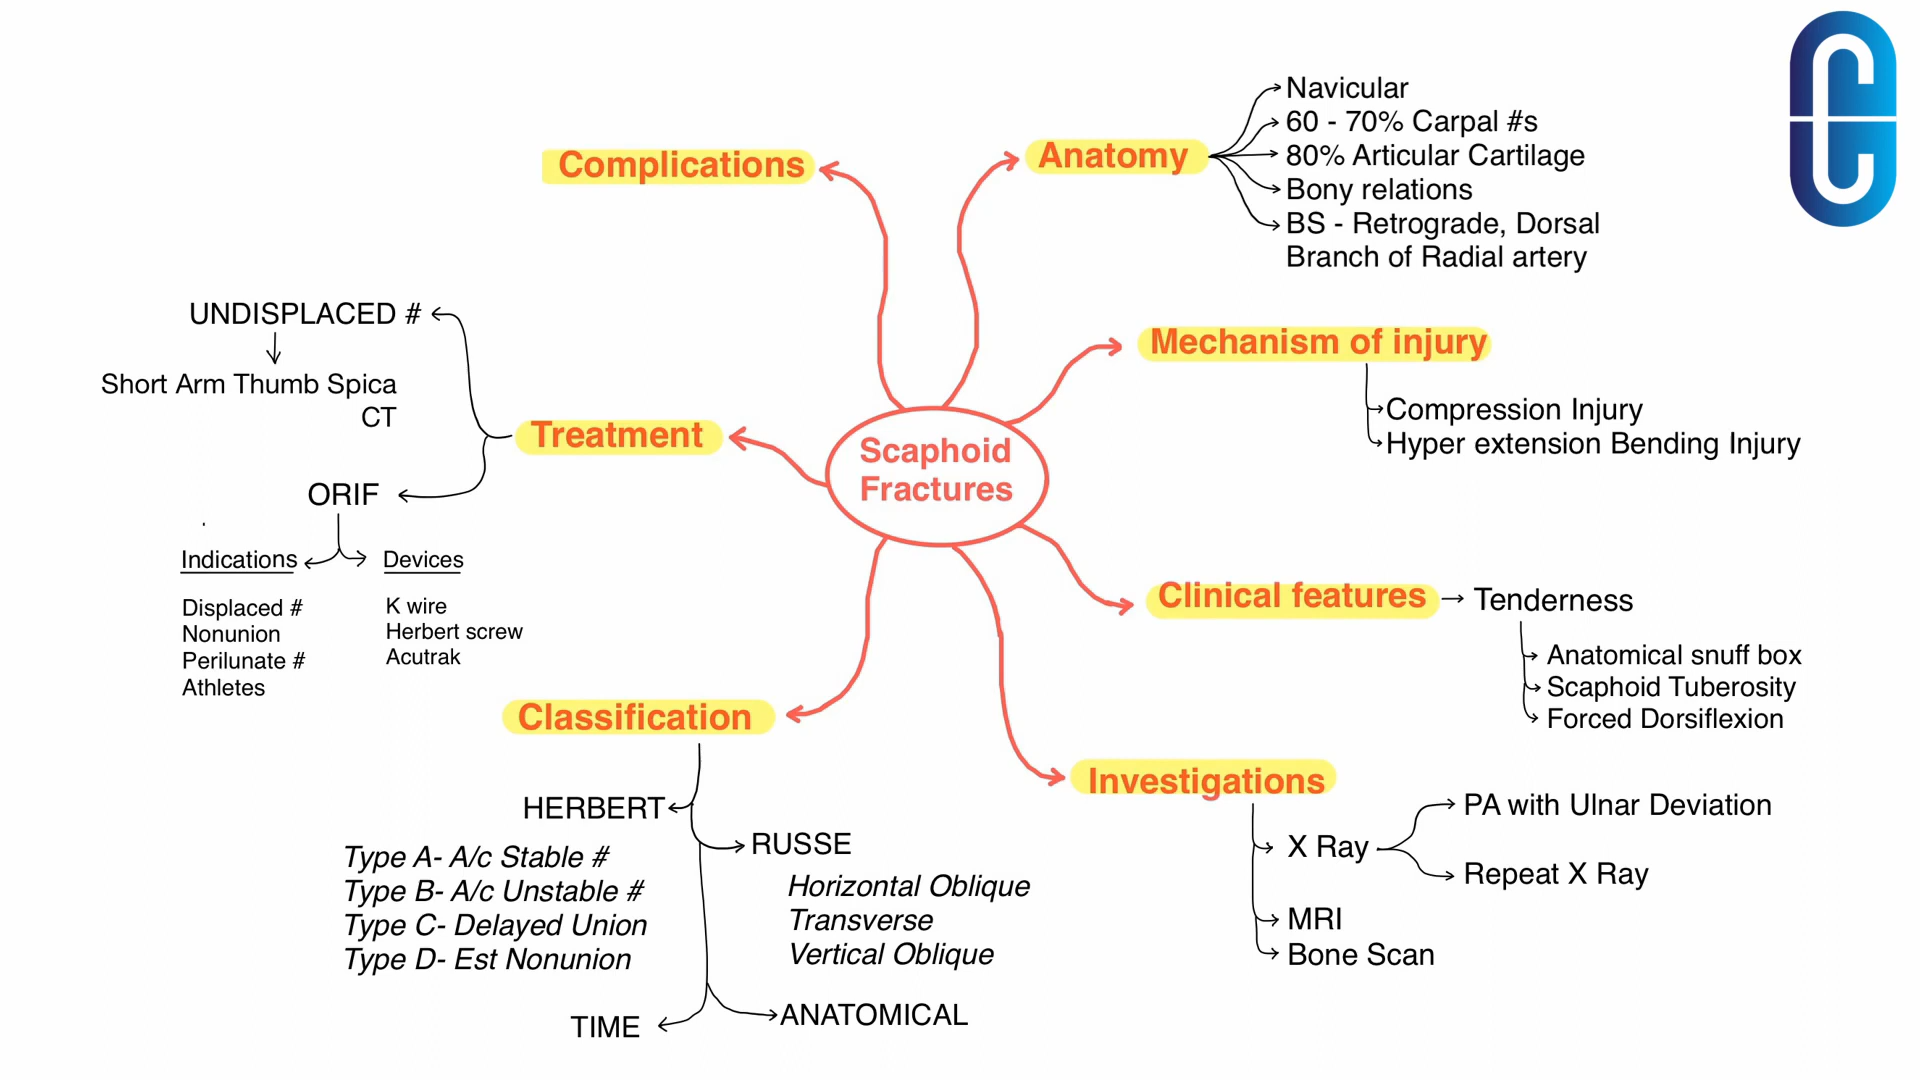 Scaphoid
Fractures
Anatomy
Navicular
60 - 70% Carpal #s
80% Articular Cartilage
Bony relations
BS - Retrograde, Dorsal
Branch of Radial artery
Mechanism of injury
Compression Injury
Hyper extension Bending Injury
Clinical features
Tenderness
Anatomical snuff box
Scaphoid Tuberosity
Forced Dorsiflexion
Investigations
X Ray
PA with Ulnar Deviation
Repeat X Ray
MRI
Bone Scan
Classification
HERBERT
Type A- A/c Stable #
Type B- A/c Unstable #
Type C- Delayed Union
Type D- Est Nonunion
RUSSE
Horizontal Oblique
Transverse
Vertical Oblique
TIME
ANATOMICAL
Treatment
UNDISPLACED #
Short Arm Thumb Spica
CT
ORIF
Indications
Displaced #
Nonunion
Perilunate #
Athletes
Devices
K wire
Herbert screw
Acutrak
Complications